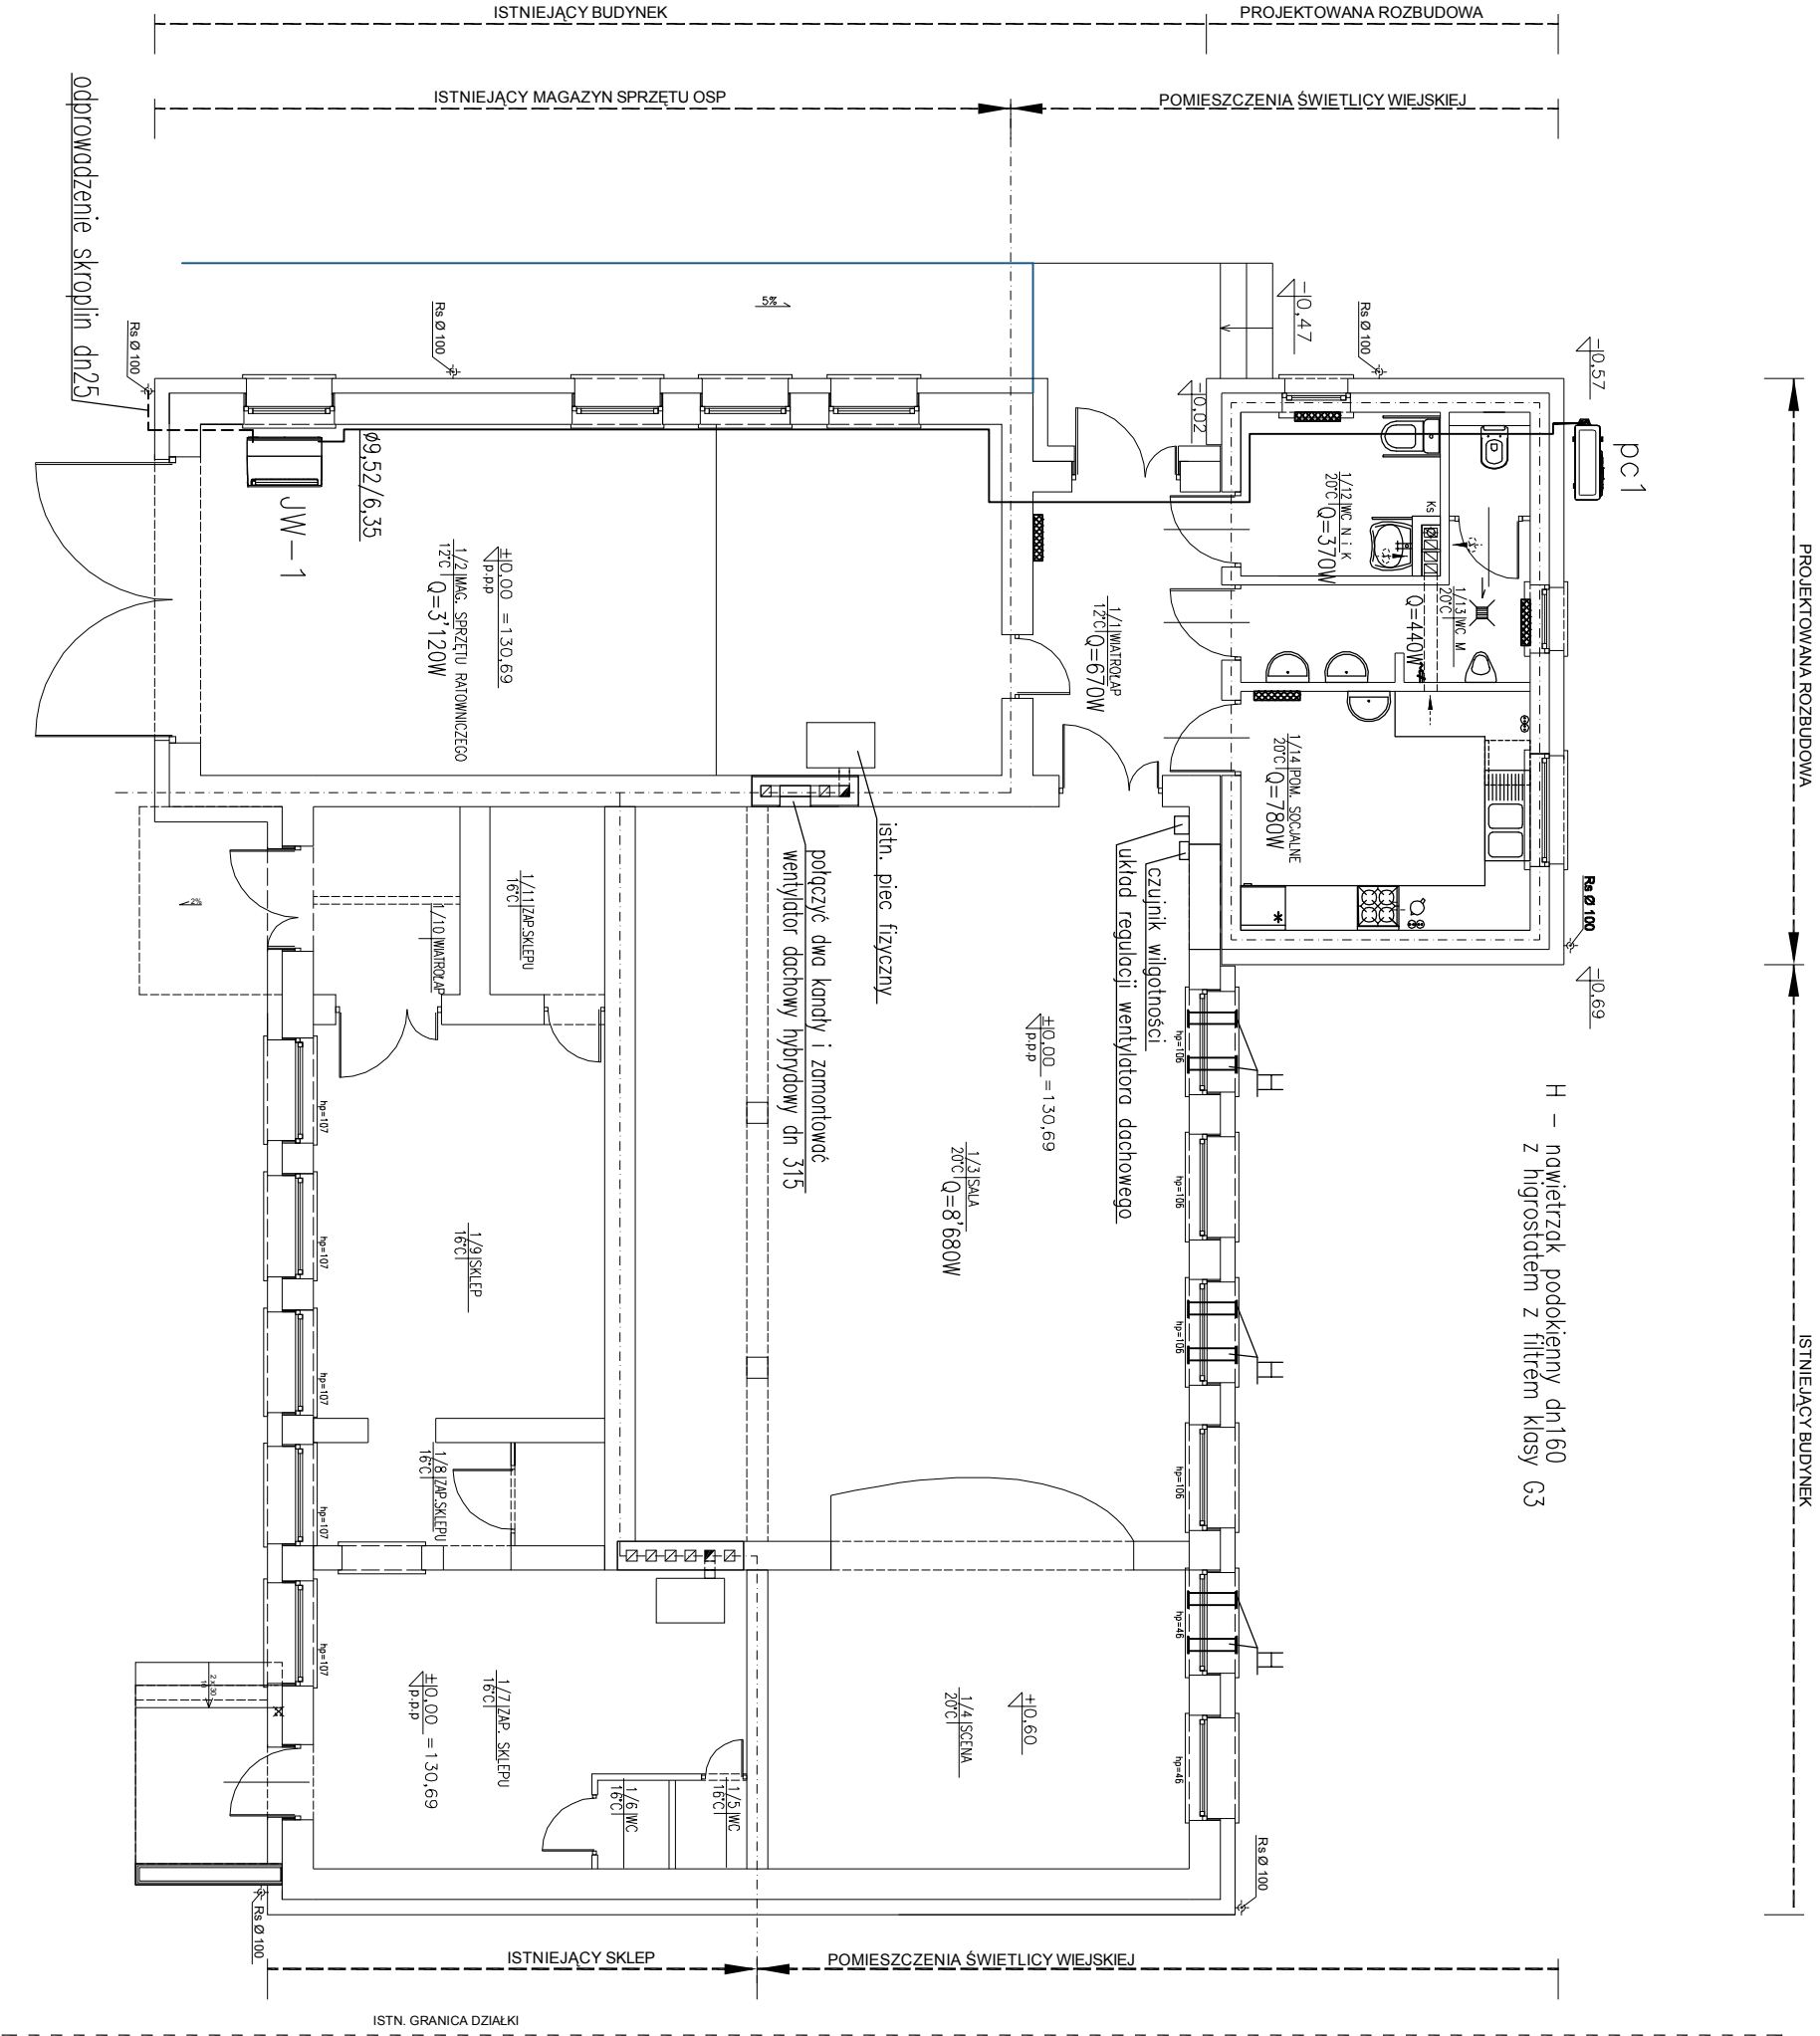 ISTNIEJĄCY BUDYNEK
PROJEKTOWANA ROZBUDOWA
ISTNIEJĄCY MAGAZYN SPRZĘTU OSP
POMIESZCZENIA ŚWIETLICY WIEJSKIEJ
odprowadzenie skroplin dn25
Rs Ø 100
Rs Ø 100
5%
-0,47
Rs Ø 100
-0,57
-0,02
pc1
PROJEKTOWANA ROZBUDOWA
ISTNIEJĄCY BUDYNEK
Ø9,52/6,35
JW-1
±0,00 =130,69
p.p.p
1/2 MAG. SPRZĘTU RATOWNICZEGO
12°C Q=3'120W
1/1 WIATROŁAP
12°C Q=670W
1/12 WC N i K
20°C Q=370W
Ks
1/13 WC M
20°C
Q=440W
1/14 POM. SOCJALNE
20°C Q=780W
Rs Ø 100
-0,69
istn. piec fizyczny
połączyć dwa kanały i zamontować
wentylator dachowy hybrydowy dn 315
czujnik wilgotności
układ regulacji wentylatora dachowego
H - nawietrzak podokienny dn160
z higrostatem z filtrem klasy G3
H
H
H
±0,00 =130,69
p.p.p
1/3 SALA
20°C Q=8'680W
2%
1/10 WIATROŁAP
1/11 ZAP.SKLEPU
16°C
1/9 SKLEP
16°C
1/8 ZAP.SKLEPU
16°C
hp=107
hp=107
hp=107
hp=107
hp=107
hp=106
hp=106
hp=106
hp=106
hp=46
hp=46
1/7 ZAP. SKLEPU
16°C
±0,00 =130,69
p.p.p
1/6 WC
16°C
1/5 WC
16°C
1/4 SCENA
20°C
+0,60
Rs Ø 100
Rs Ø 100
ISTNIEJĄCY SKLEP
POMIESZCZENIA ŚWIETLICY WIEJSKIEJ
ISTN. GRANICA DZIAŁKI